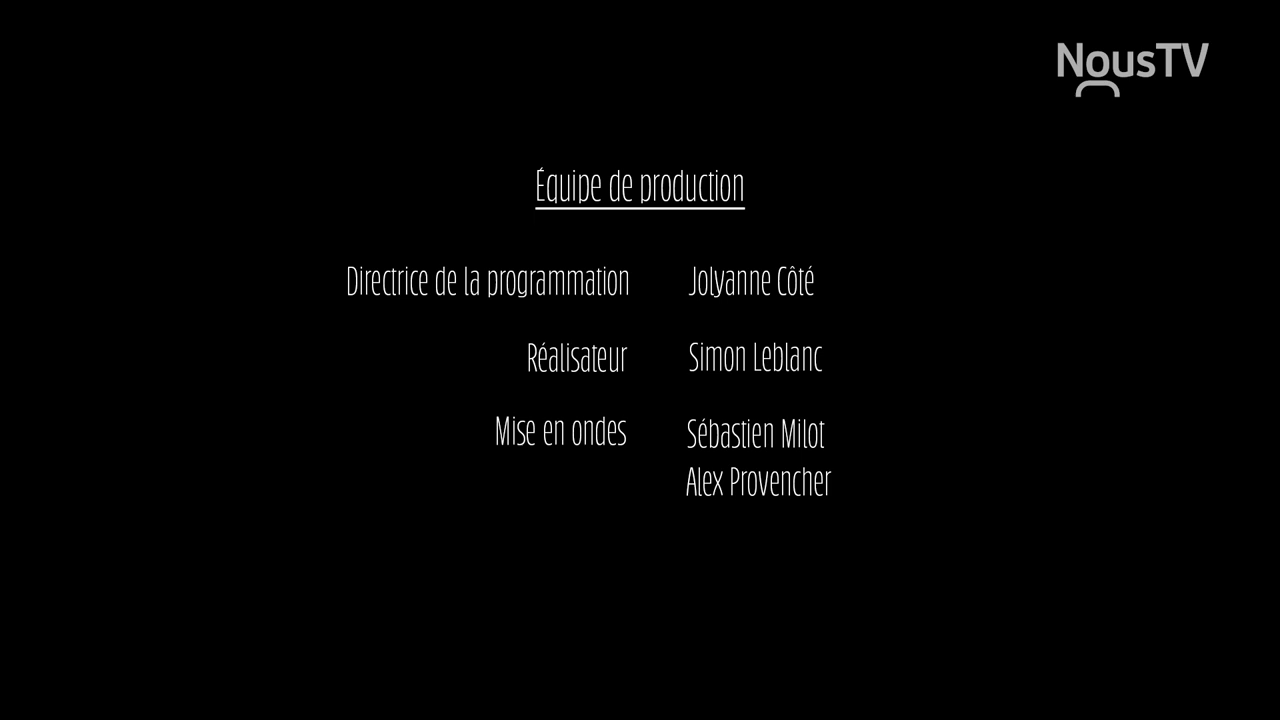 NousTV
Équipe de production
Directrice de la programmation Jolyanne Côté
Réalisateur Simon Leblanc
Mise en ondes Sébastien Milot
Alex Provencher